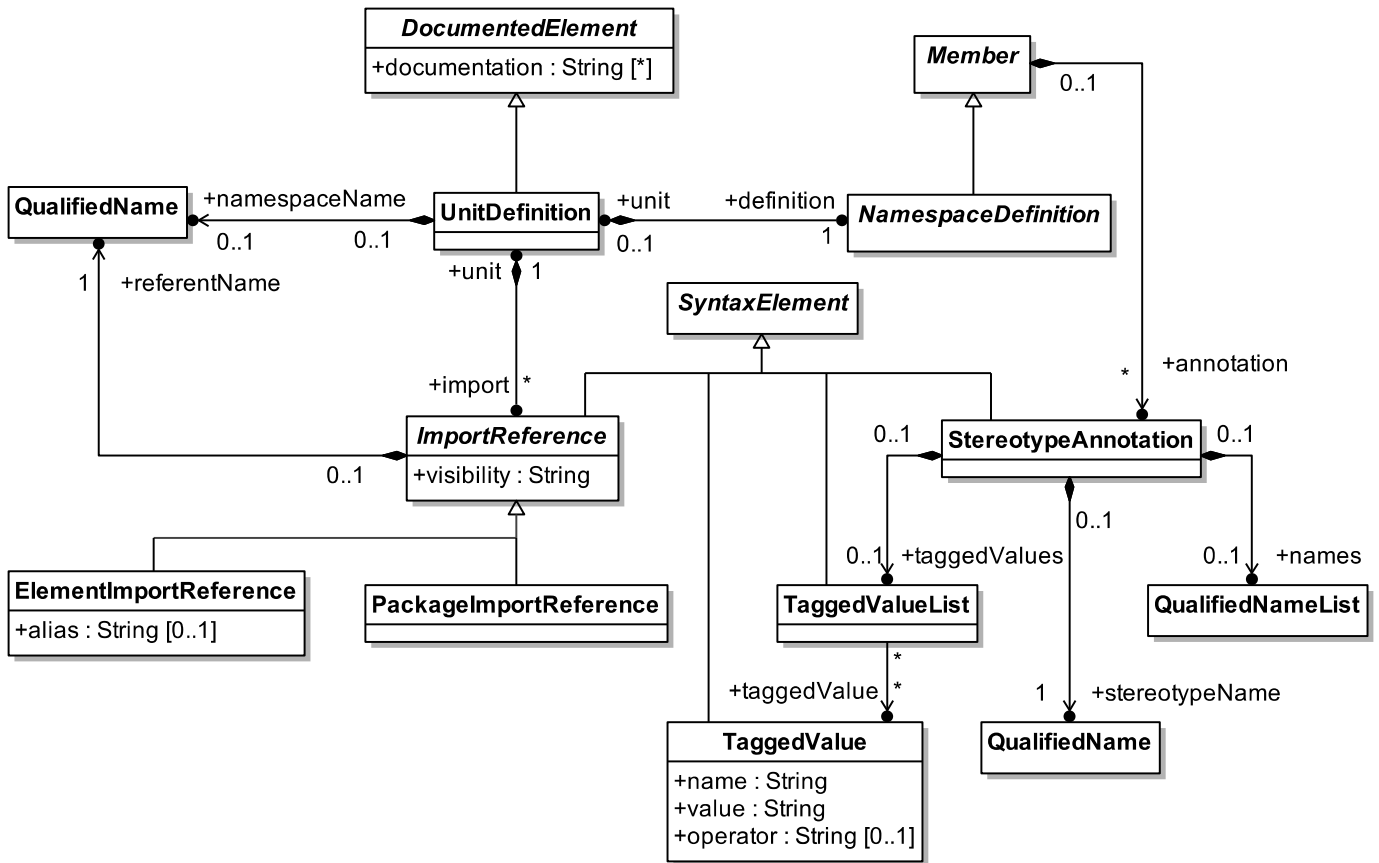 DocumentedElement
+documentation : String [*]
Member
0..1
QualifiedName
+namespaceName
0..1
0..1
UnitDefinition
+unit
0..1
+definition
1
NamespaceDefinition
1
+referentName
+unit
1
SyntaxElement
+import
*
*
+annotation
ImportReference
+visibility : String
0..1
0..1
StereotypeAnnotation
0..1
0..1
0..1
+taggedValues
0..1
+names
ElementImportReference
+alias : String [0..1]
PackageImportReference
TaggedValueList
QualifiedNameList
*
+taggedValue
*
1
+stereotypeName
TaggedValue
+name : String
+value : String
+operator : String [0..1]
QualifiedName